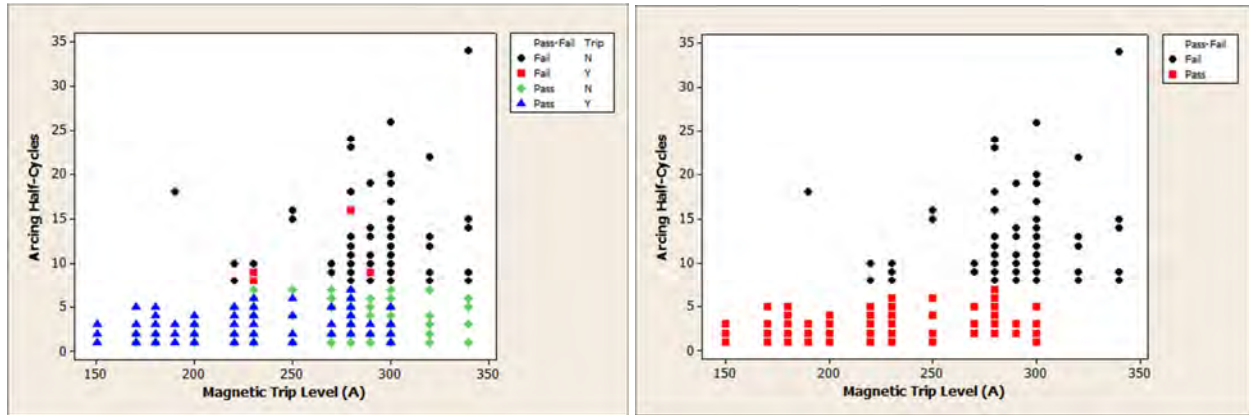 35
30
25
20
15
10
5
0
Arcing Half-Cycles
150 200 250 300 350
Magnetic Trip Level (A)
Pass-Fail Trip
Fail N
Fail Y
Pass N
Pass Y
35
30
25
20
15
10
5
0
Arcing Half-Cycles
150 200 250 300 350
Magnetic Trip Level (A)
Pass-Fail
Fail
Pass